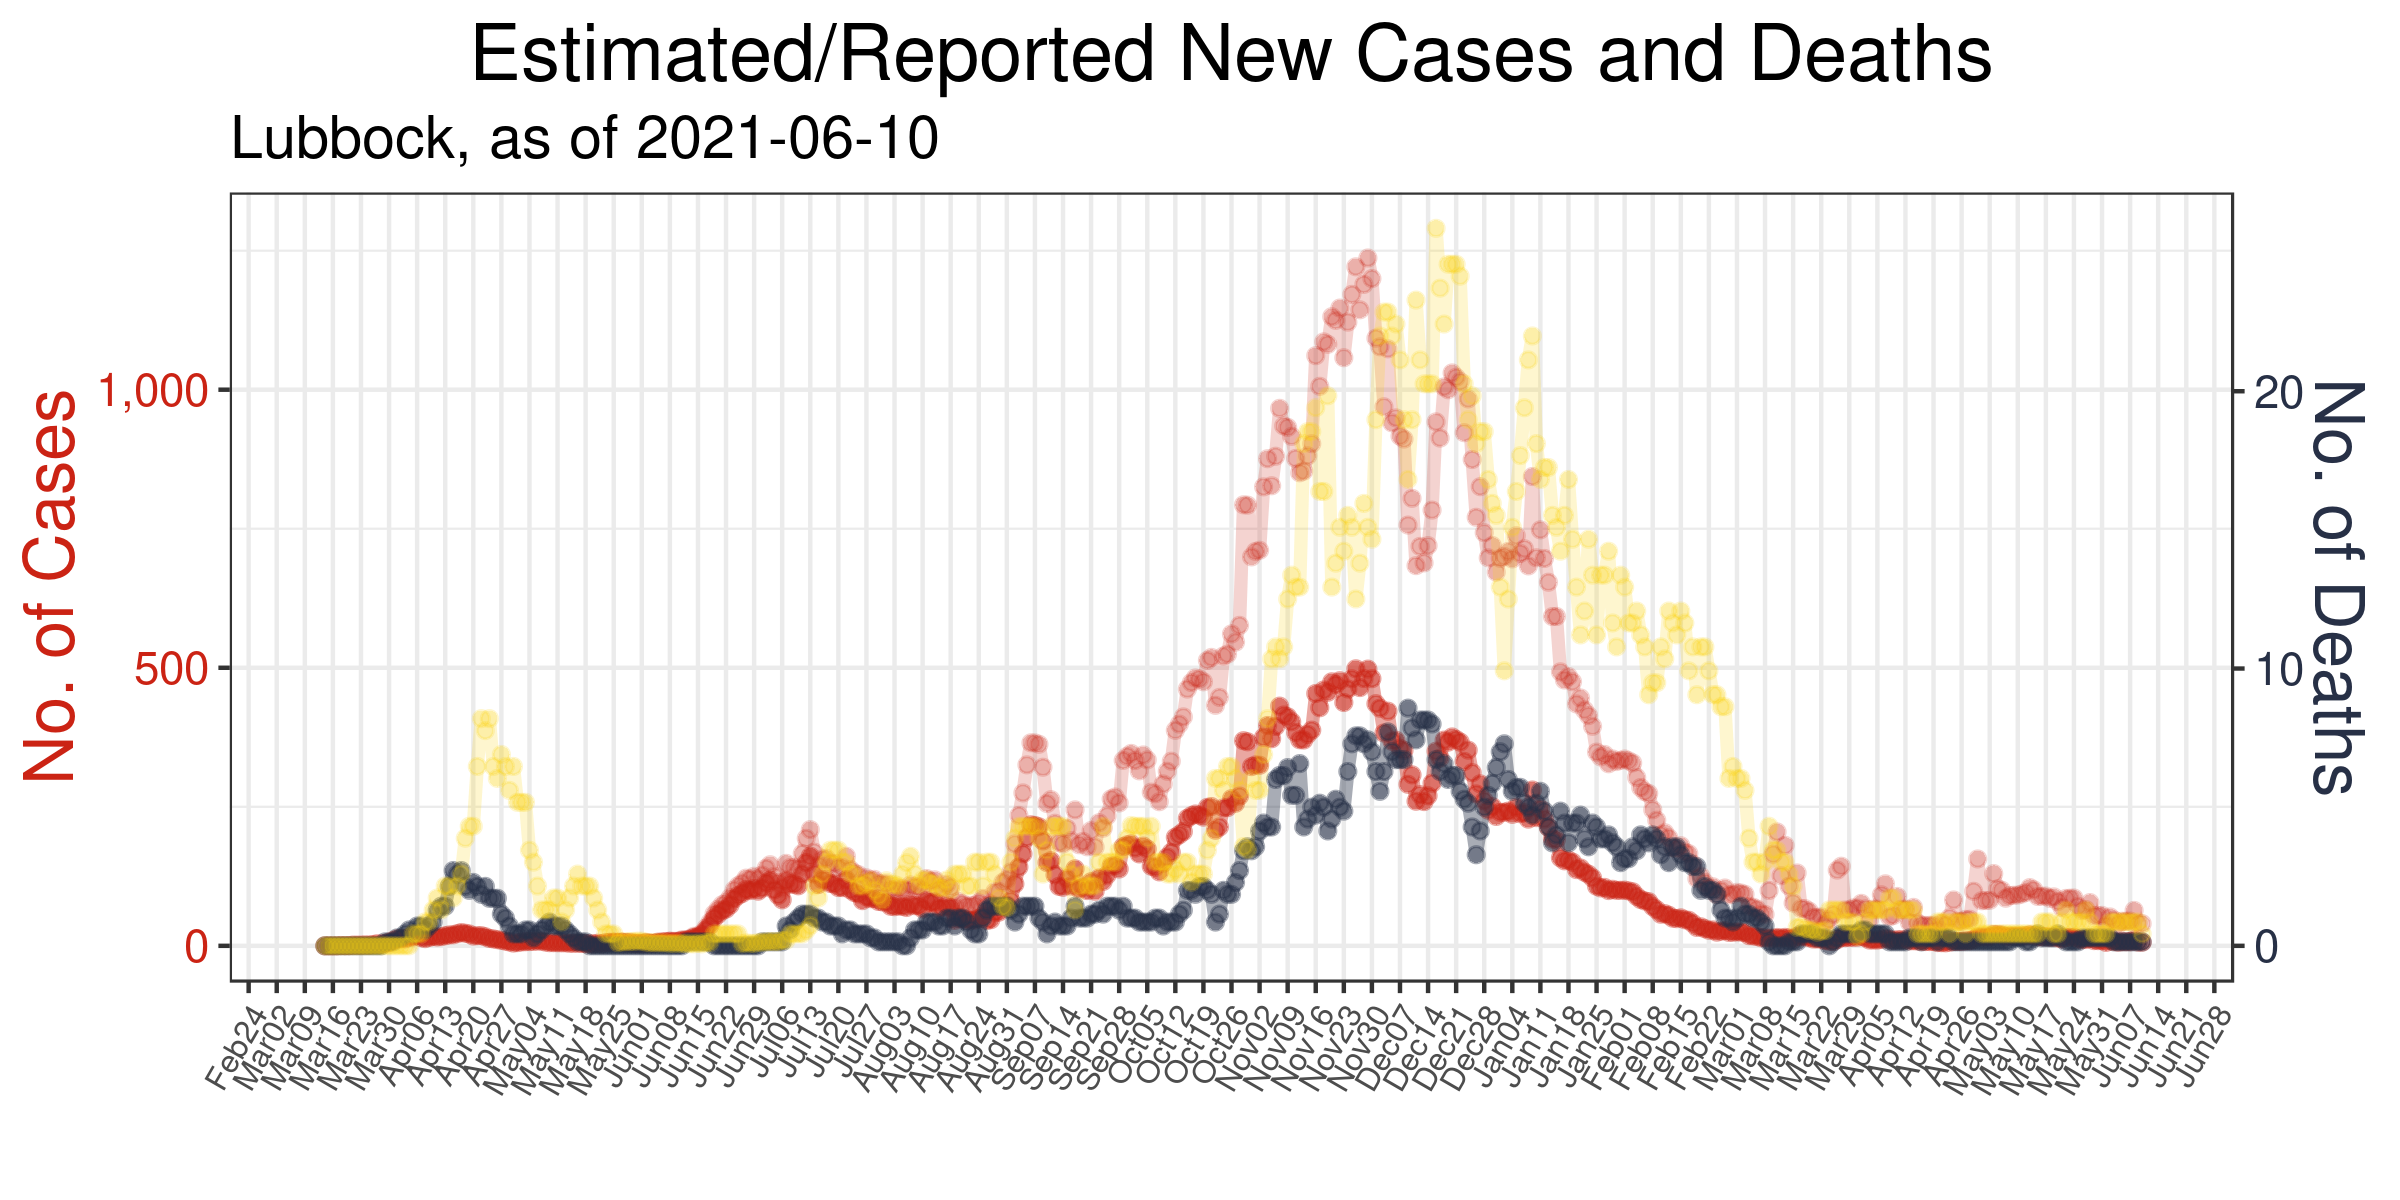 Estimated/Reported New Cases and Deaths
Lubbock, as of 2021-06-10
No. of Cases
1,000
500
0
20
10
0
No. of Deaths
Feb24
Mar02
Mar09
Mar16
Mar23
Mar30
Apr06
Apr13
Apr20
Apr27
May04
May11
May18
May25
Jun01
Jun08
Jun15
Jun22
Jun29
Jul06
Jul13
Jul20
Jul27
Aug03
Aug10
Aug17
Aug24
Aug31
Sep07
Sep14
Sep21
Sep28
Oct05
Oct12
Oct19
Oct26
Nov02
Nov09
Nov16
Nov23
Nov30
Dec07
Dec14
Dec21
Dec28
Jan04
Jan11
Jan18
Jan25
Feb01
Feb08
Feb15
Feb22
Mar01
Mar08
Mar15
Mar22
Mar29
Apr05
Apr12
Apr19
Apr26
May03
May10
May17
May24
May31
Jun07
Jun14
Jun21
Jun28